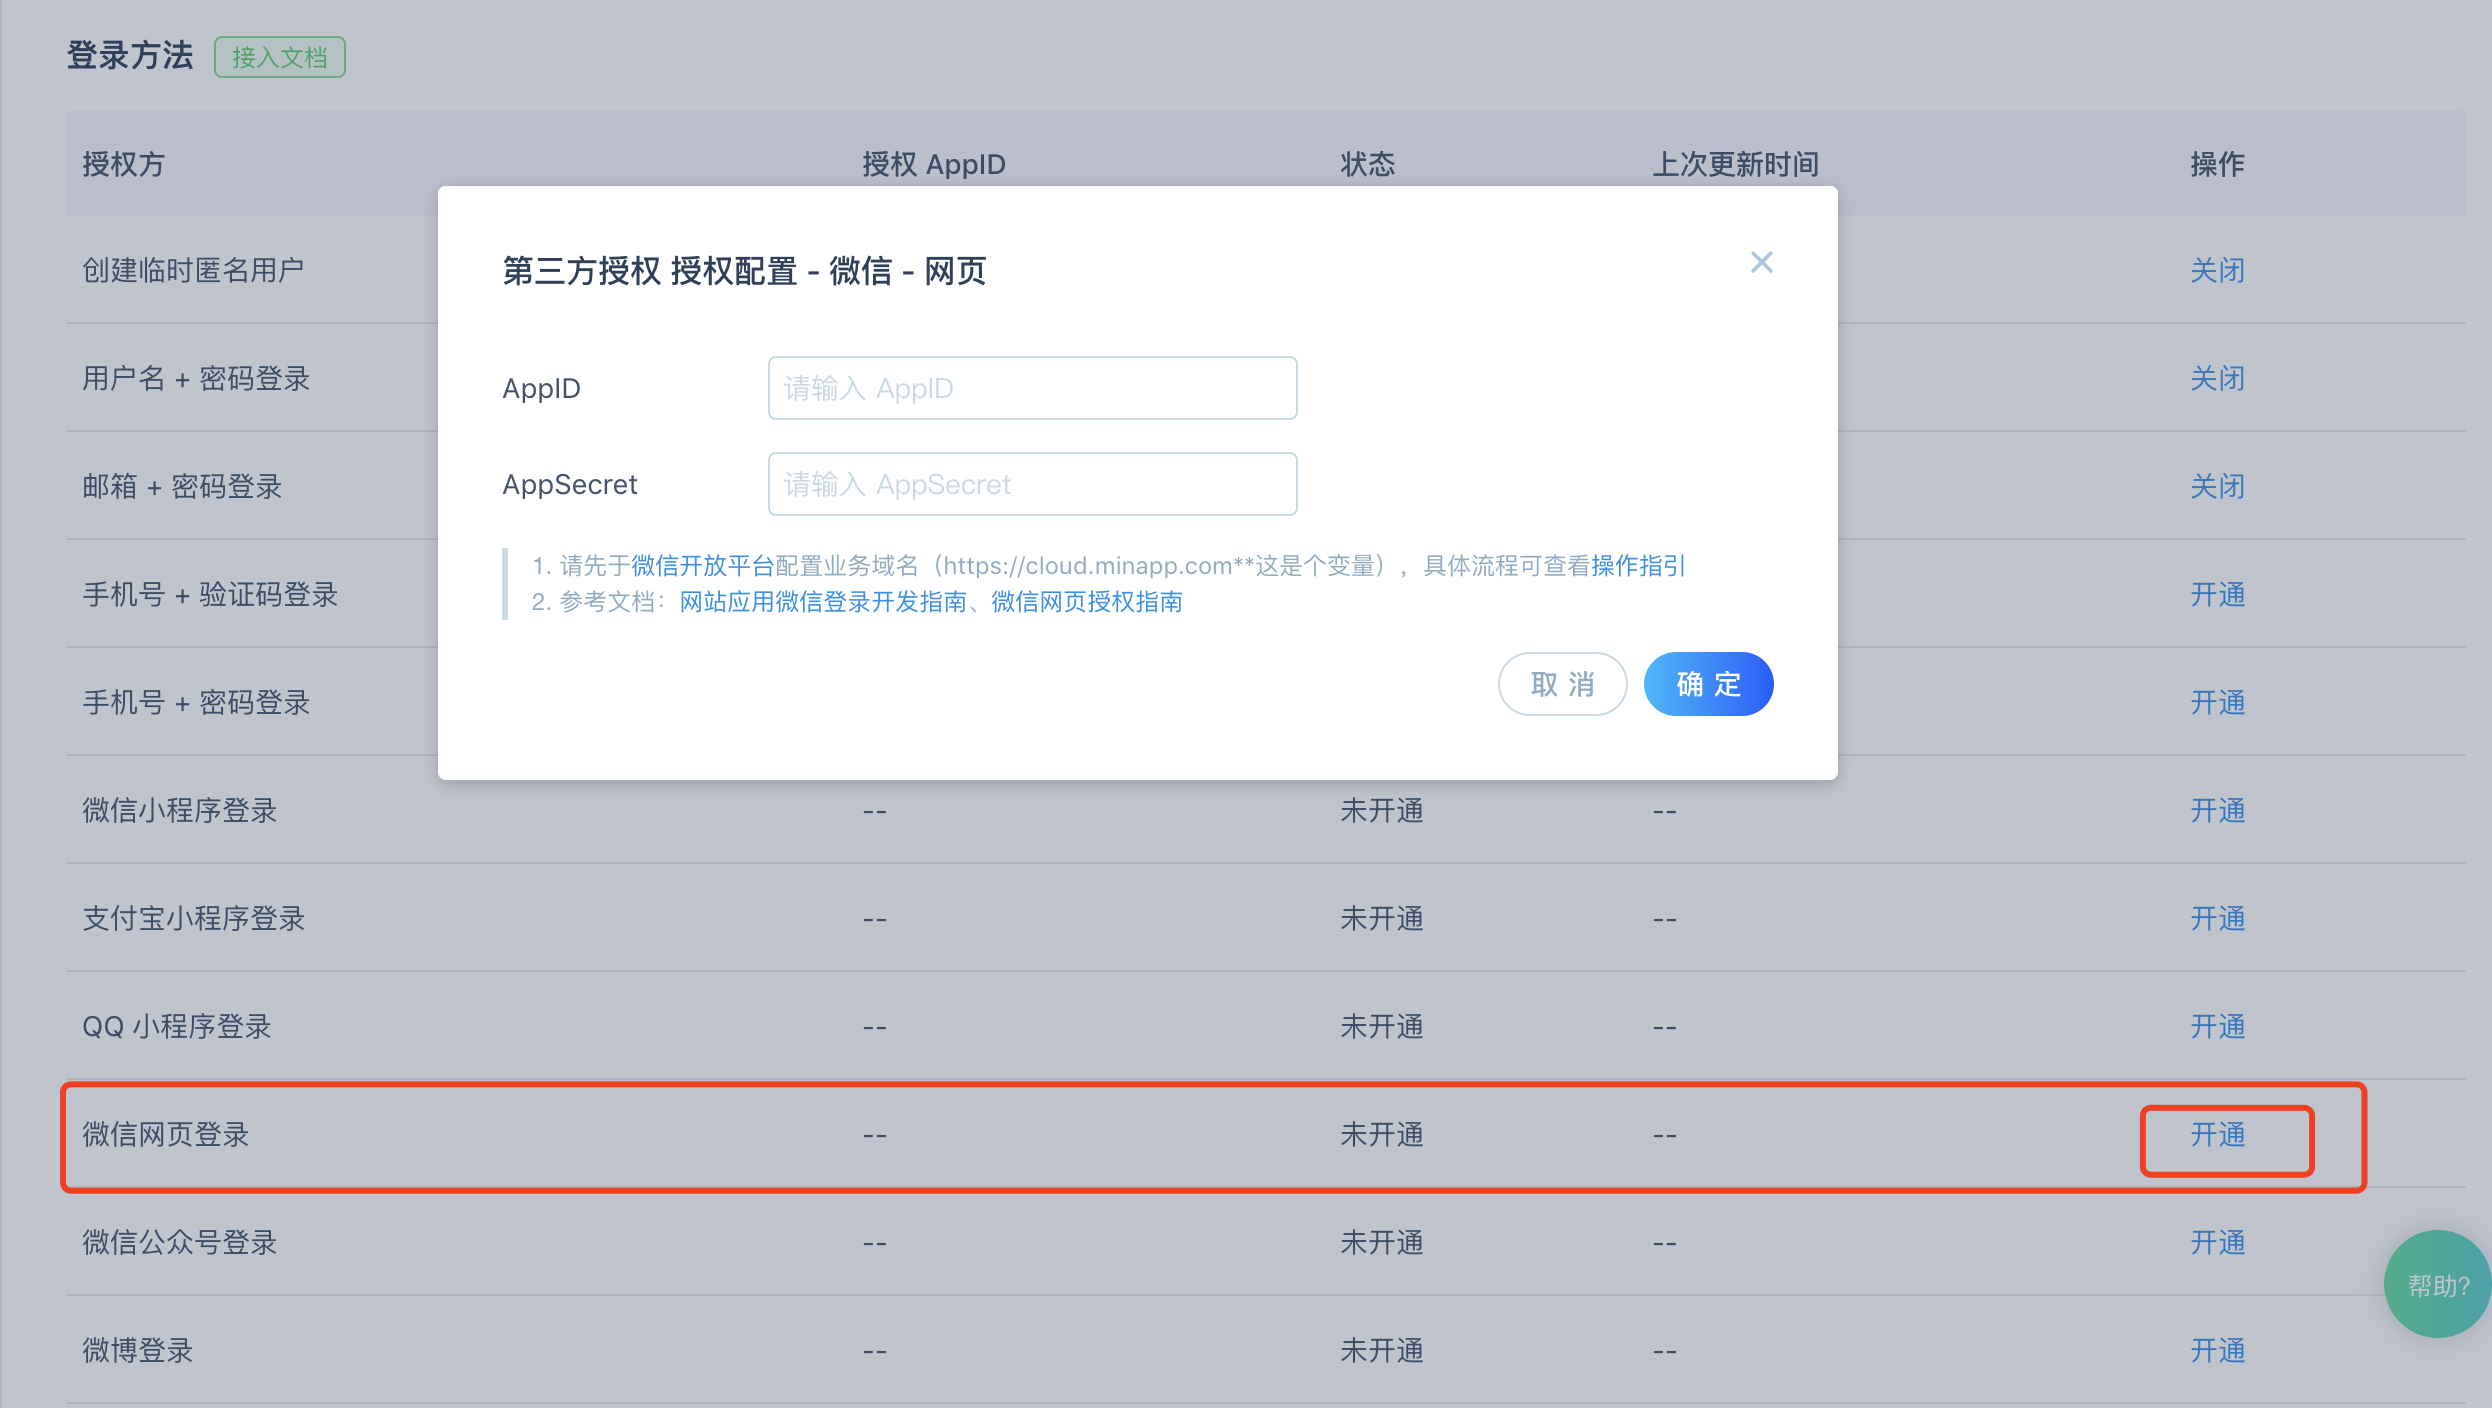 登录方法 接入文档
授权方 授权 AppID 状态 上次更新时间 操作
创建临时匿名用户 关闭
用户名 + 密码登录 关闭
邮箱 + 密码登录 关闭
手机号 + 验证码登录 开通
手机号 + 密码登录 开通
第三方授权 授权配置 - 微信 - 网页
AppID 请输入 AppID
AppSecret 请输入 AppSecret
1. 请先于微信开放平台配置业务域名（https://cloud.minapp.com**这是个变量），具体流程可查看操作指引
2. 参考文档：网站应用微信登录开发指南、微信网页授权指南
取 消 确 定
微信小程序登录 -- 未开通 -- 开通
支付宝小程序登录 -- 未开通 -- 开通
QQ 小程序登录 -- 未开通 -- 开通
微信网页登录 -- 未开通 -- 开通
微信公众号登录 -- 未开通 -- 开通
帮助?
微博登录 -- 未开通 -- 开通